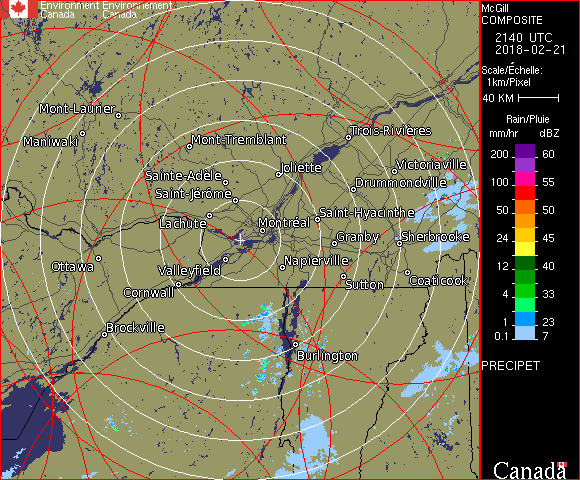 Environment Environnement
Canada Canada
McGill
COMPOSITE
2140 UTC
2018-02-21
Scale/Échelle:
1km/Pixel
40 KM
Rain/Pluie
mm/hr dBZ
200 60
100 55
50 50
24 45
12 40
4 33
1 23
0.1 7
PRECIPET
Canada
Mont-Laurier
Maniwaki
Mont-Tremblant
Trois-Rivières
Joliette
Victoriaville
Sainte-Adèle
Drummondville
Saint-Jérôme
Saint-Hyacinthe
Lachute
Montréal
Granby
Sherbrooke
Ottawa
Valleyfield
Napierville
Cornwall
Sutton
Coaticook
Brockville
Burlington